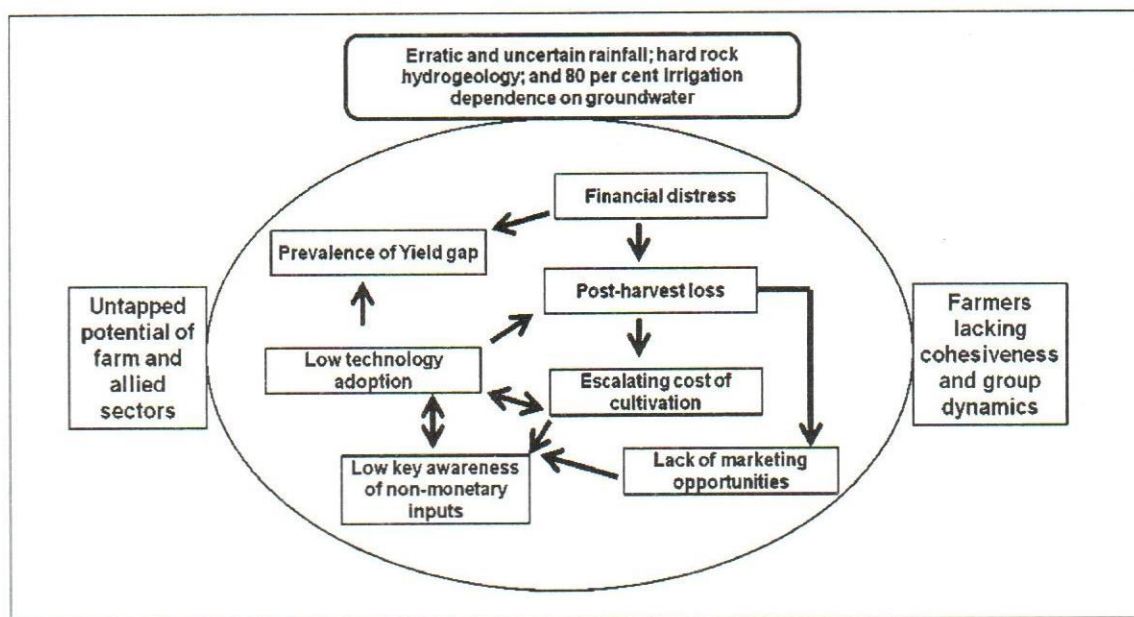 Erratic and uncertain rainfall; hard rock
hydrogeology; and 80 per cent irrigation
dependence on groundwater
Financial distress
Prevalence of Yield gap
Post-harvest loss
Untapped
potential of
farm and
allied
sectors
Farmers
lacking
cohesiveness
and group
dynamics
Low technology
adoption
Escalating cost of
cultivation
Low key awareness
of non-monetary
inputs
Lack of marketing
opportunities